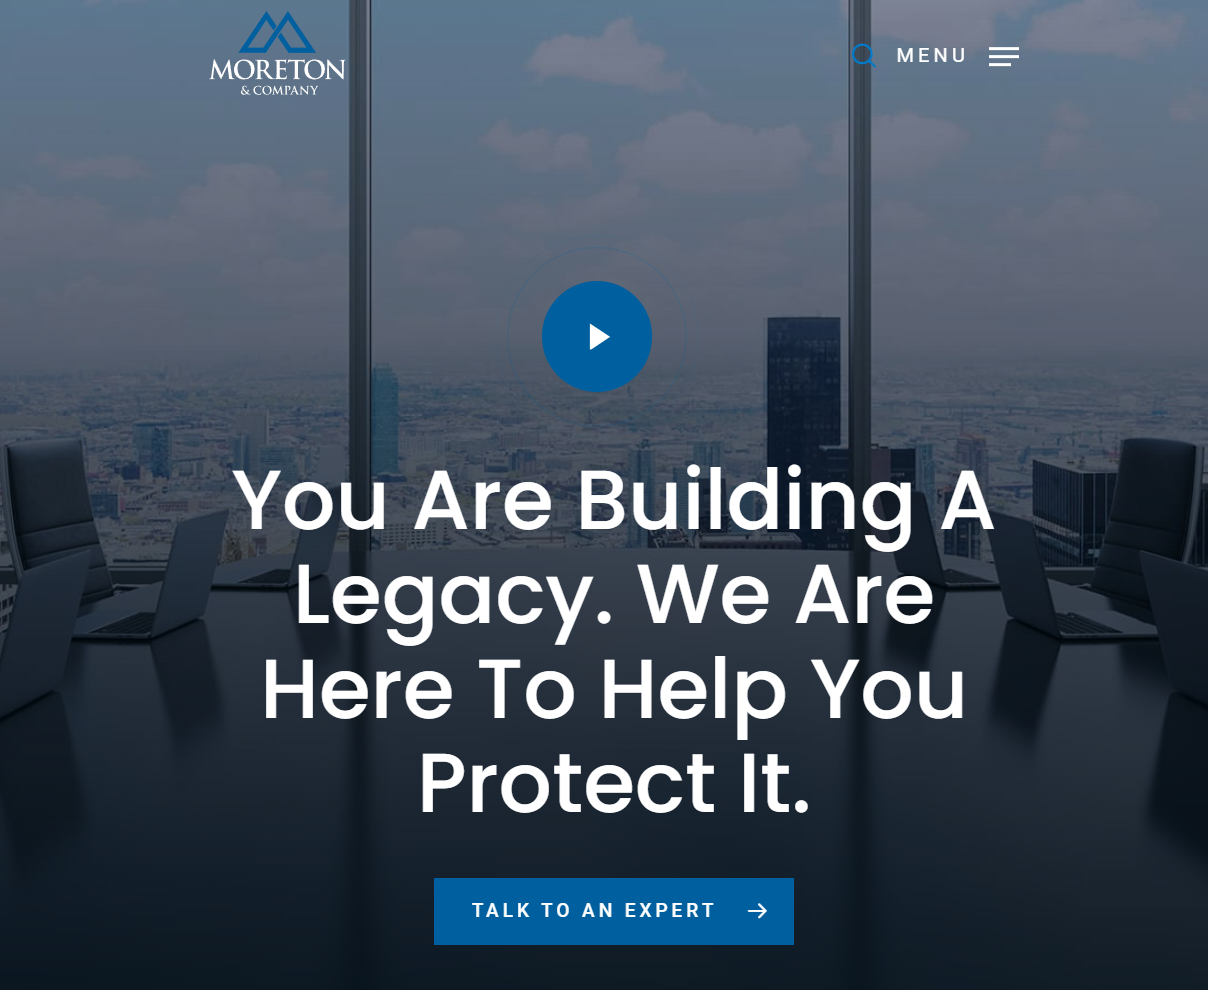 MORETON
& COMPANY
MENU
You Are Building A
Legacy. We Are
Here To Help You
Protect It.
TALK TO AN EXPERT